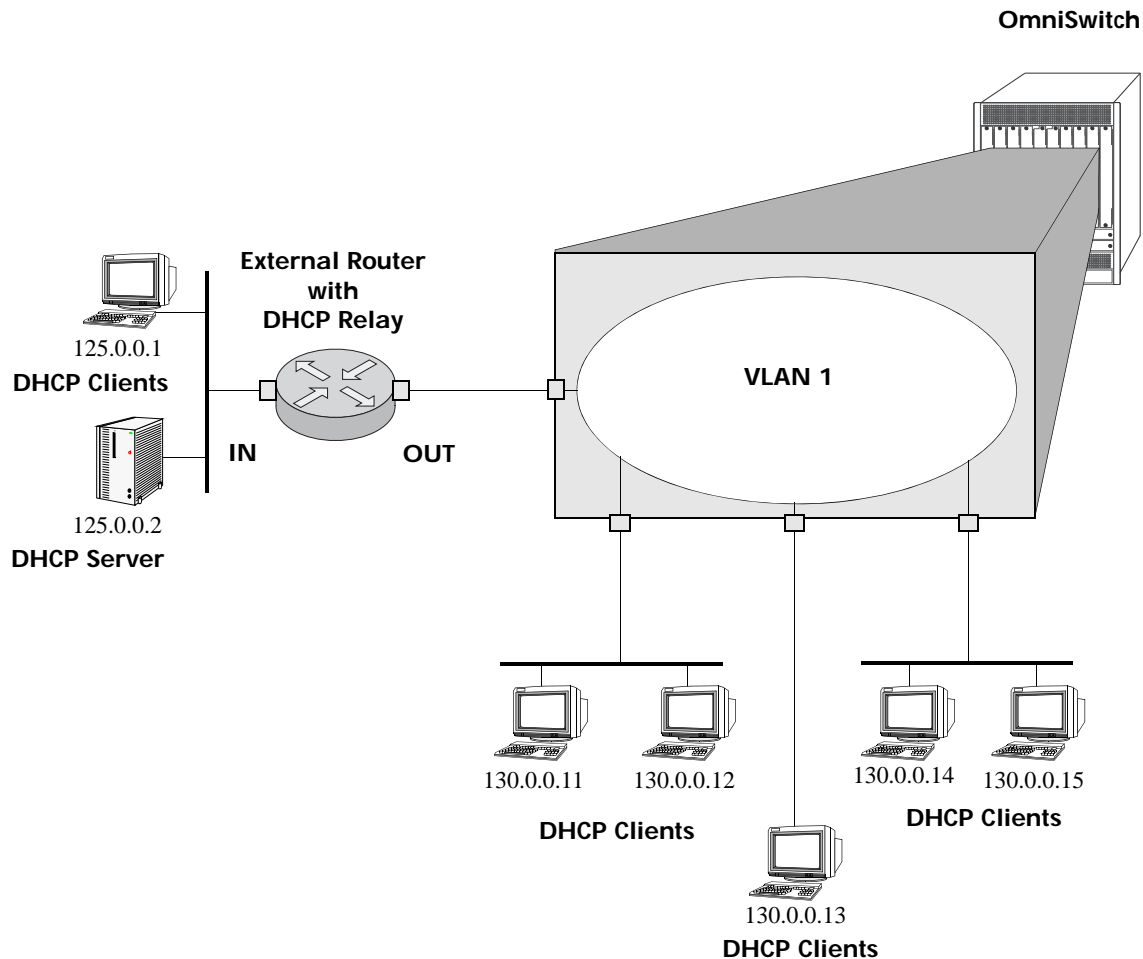 OmniSwitch
External Router
with
DHCP Relay
125.0.0.1
DHCP Clients
VLAN 1
IN
OUT
125.0.0.2
DHCP Server
130.0.0.11
130.0.0.12
DHCP Clients
130.0.0.14
130.0.0.15
DHCP Clients
130.0.0.13
DHCP Clients